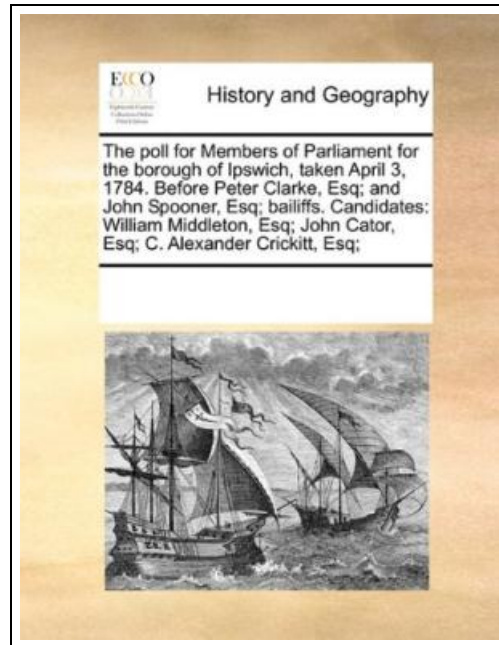 ECCO
History and Geography
The poll for Members of Parliament for
the borough of Ipswich, taken April 3,
1784. Before Peter Clarke, Esq; and
John Spooner, Esq; bailiffs. Candidates:
William Middleton, Esq; John Cator,
Esq; C. Alexander Crickitt, Esq;